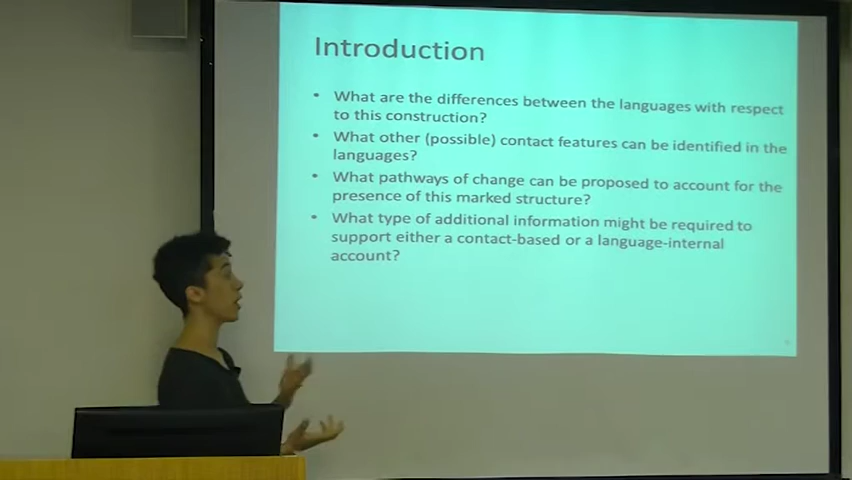 Introduction
• What are the differences between the languages with respect
to this construction?
• What other (possible) contact features can be identified in the
languages?
• What pathways of change can be proposed to account for the
presence of this marked structure?
• What type of additional information might be required to
support either a contact-based or a language-internal
account?